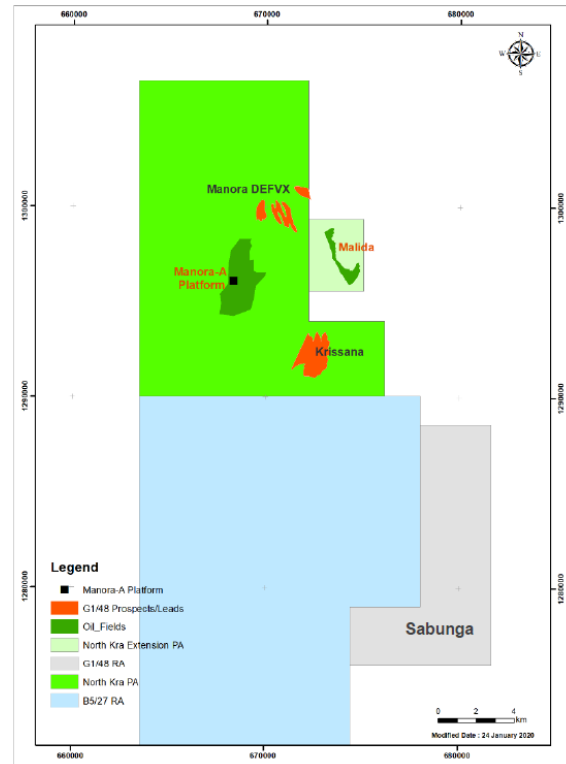 660000
670000
680000
N
W
E
S
1300000
1300000
Manora DEFVX
Malida
Manora-A
Platform
Krissana
1290000
1290000
Legend
Manora-A Platform
G1/48 Prospects/Leads
Oil_Fields
North Kra Extension PA
G1/48 RA
North Kra PA
B5/27 RA
1280000
1280000
Sabunga
0 2 4
km
Modified Date : 24 January 2020
660000
670000
680000